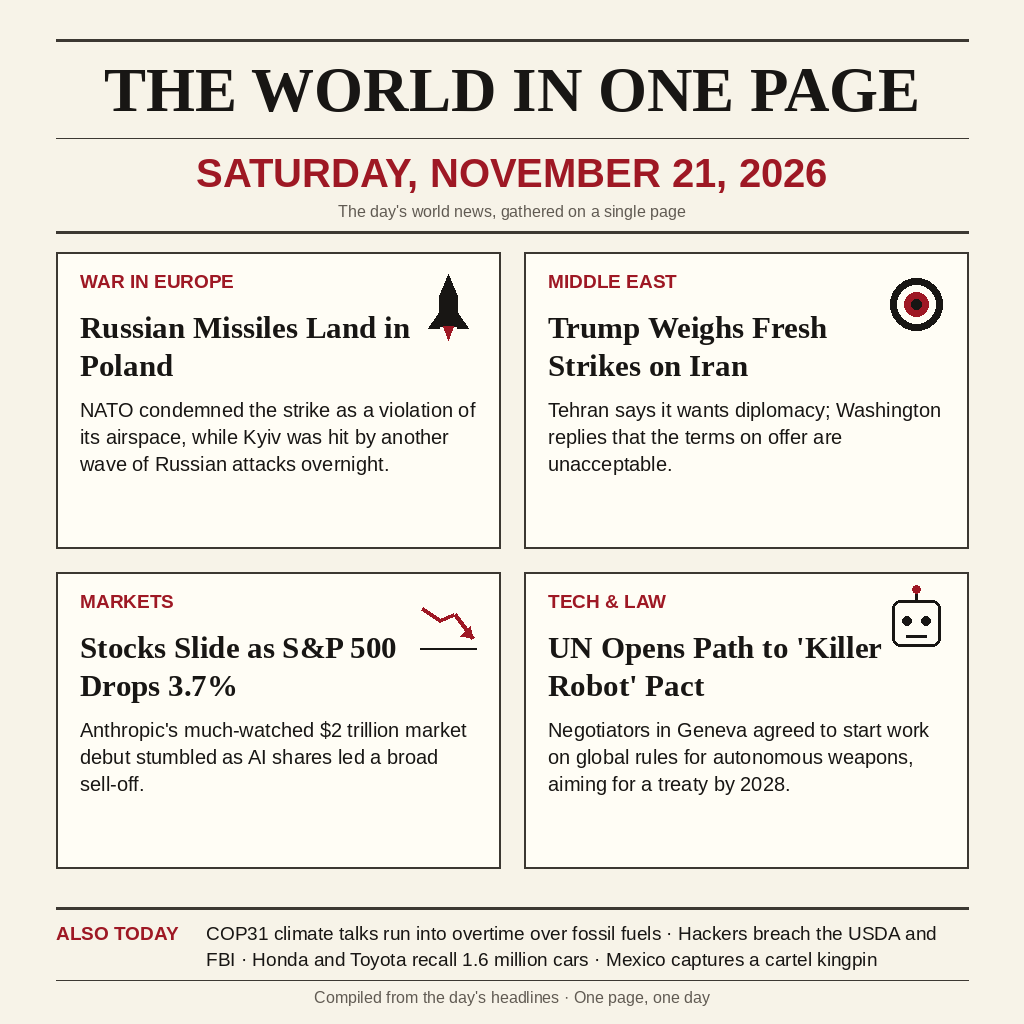 THE WORLD IN ONE PAGE
SATURDAY, NOVEMBER 21, 2026
The day's world news, gathered on a single page
WAR IN EUROPE
Russian Missiles Land in
Poland
NATO condemned the strike as a violation of
its airspace, while Kyiv was hit by another
wave of Russian attacks overnight.
MIDDLE EAST
Trump Weighs Fresh
Strikes on Iran
Tehran says it wants diplomacy; Washington
replies that the terms on offer are
unacceptable.
MARKETS
Stocks Slide as S&P 500
Drops 3.7%
Anthropic's much-watched $2 trillion market
debut stumbled as AI shares led a broad
sell-off.
TECH & LAW
UN Opens Path to 'Killer
Robot' Pact
Negotiators in Geneva agreed to start work
on global rules for autonomous weapons,
aiming for a treaty by 2028.
ALSO TODAY
COP31 climate talks run into overtime over fossil fuels · Hackers breach the USDA and
FBI · Honda and Toyota recall 1.6 million cars · Mexico captures a cartel kingpin
Compiled from the day's headlines · One page, one day